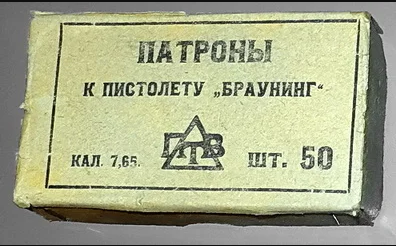 ПАТРОНЫ
К ПИСТОЛЕТУ „БРАУНИНГ“
КАЛ. 7,65.
ШТ. 50